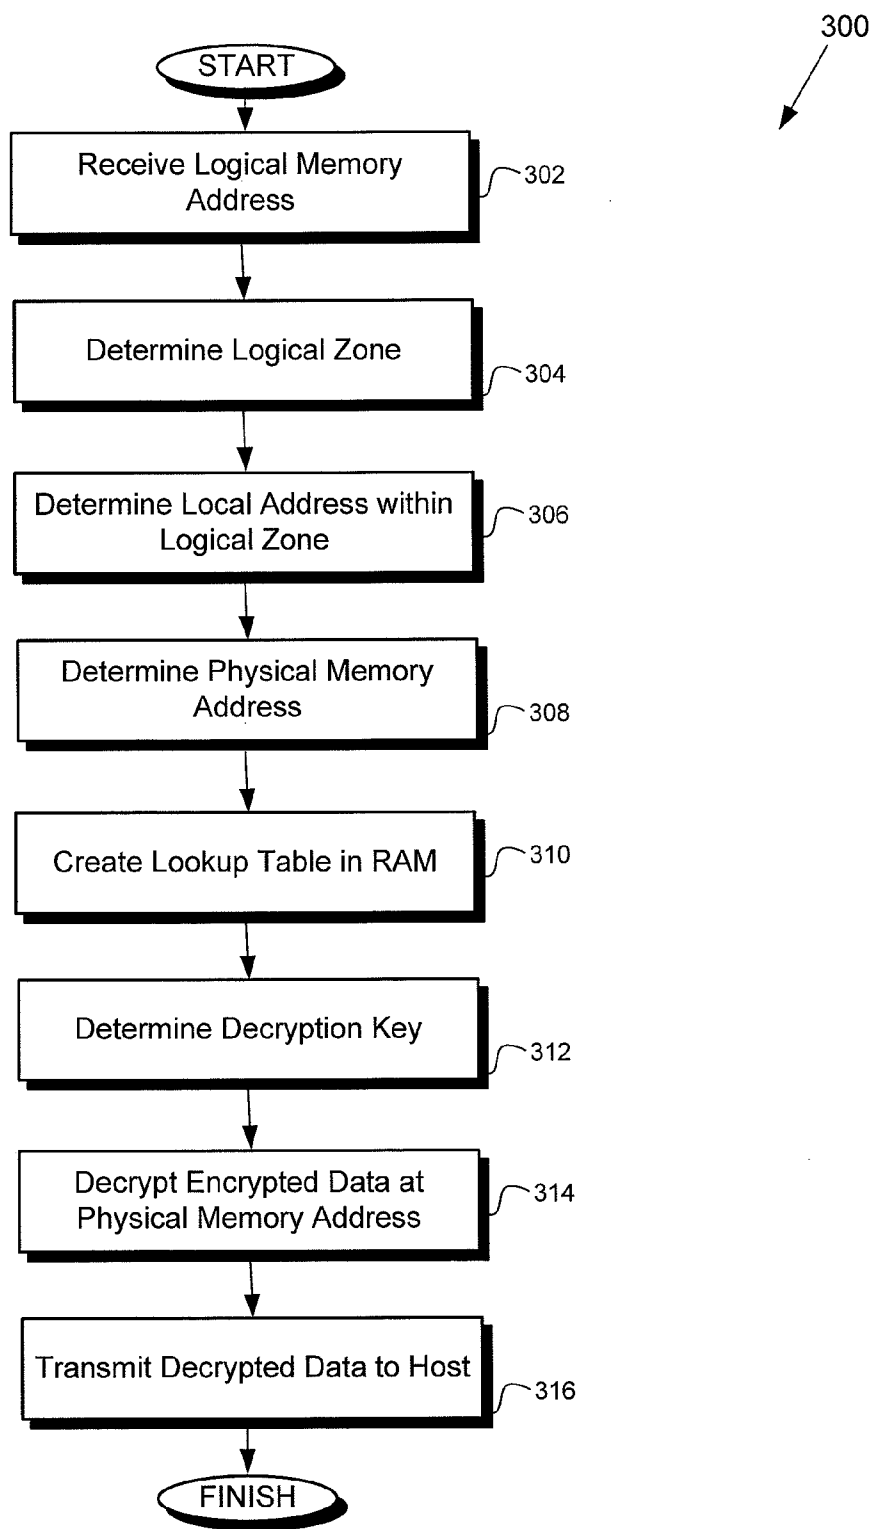 300
START
Receive Logical Memory
Address
302
Determine Logical Zone
304
Determine Local Address within
Logical Zone
306
Determine Physical Memory
Address
308
Create Lookup Table in RAM
310
Determine Decryption Key
312
Decrypt Encrypted Data at
Physical Memory Address
314
Transmit Decrypted Data to Host
316
FINISH